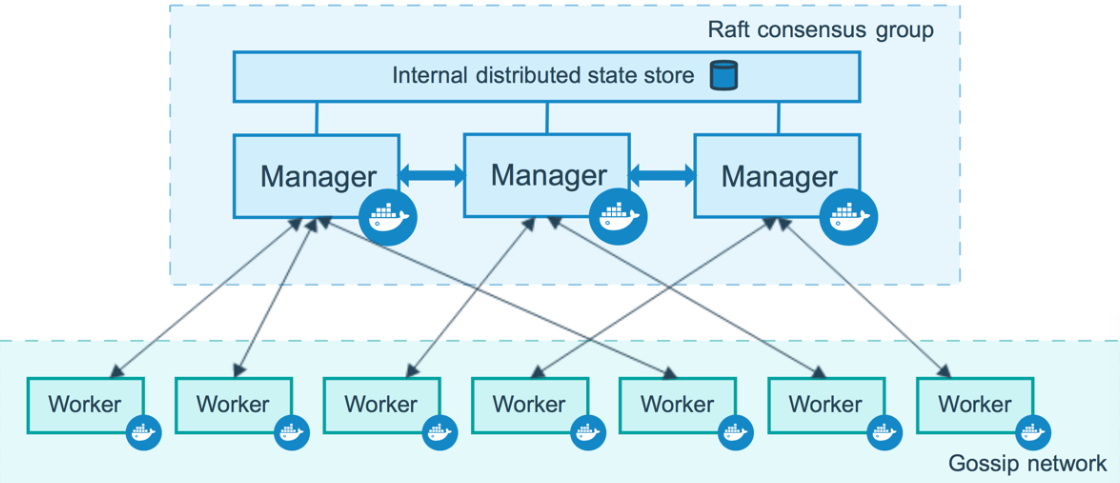 Raft consensus group
Internal distributed state store
Manager
Manager
Manager
Worker
Worker
Worker
Worker
Worker
Worker
Worker
Gossip network